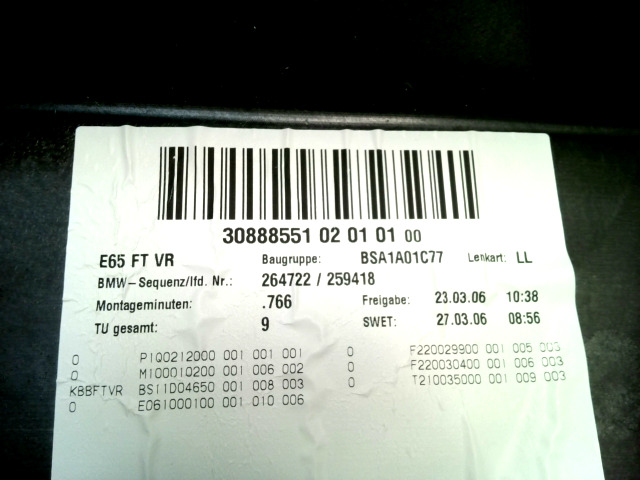 30888551 02 01 01 00
E65 FT VR Baugruppe: BSA1A01C77 Lenkart: LL
BMW-Sequenz/lfd. Nr.: 264722 / 259418
Montageminuten: .766 Freigabe: 23.03.06 10:38
TU gesamt: 9 SWET: 27.03.06 08:56
0 P1Q0212000 001 001 001 0 F220029900 001 005 003
0 M10001Q200 001 006 002 0 F220030400 001 006 003
KBBFTVR BS11D04650 001 008 003 0 T210035000 001 009 003
0 E061000100 001 010 006